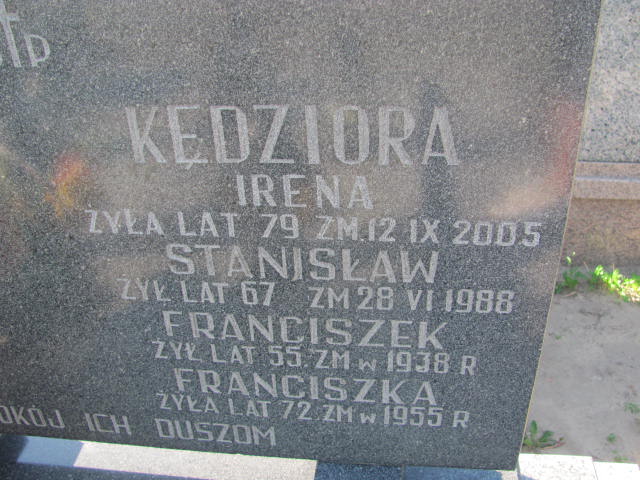 KĘDZIORA
IRENA
ŻYŁA LAT 79 ZM.12 IX 2005
STANISŁAW
ŻYŁ LAT 67 ZM 28 VI 1988
FRANCISZEK
ŻYŁ LAT 55.ZM w 1938 R
FRANCISZKA
ŻYŁA LAT 72.ZM w 1955 R
ICH DUSZOM